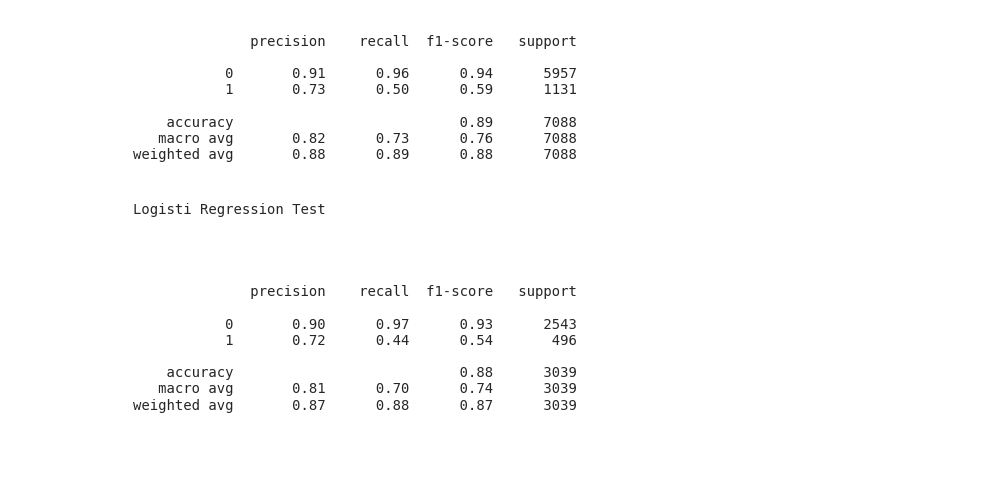 precision recall f1-score support
0 0.91 0.96 0.94 5957
1 0.73 0.50 0.59 1131
accuracy 0.89 7088
macro avg 0.82 0.73 0.76 7088
weighted avg 0.88 0.89 0.88 7088
Logisti Regression Test
precision recall f1-score support
0 0.90 0.97 0.93 2543
1 0.72 0.44 0.54 496
accuracy 0.88 3039
macro avg 0.81 0.70 0.74 3039
weighted avg 0.87 0.88 0.87 3039